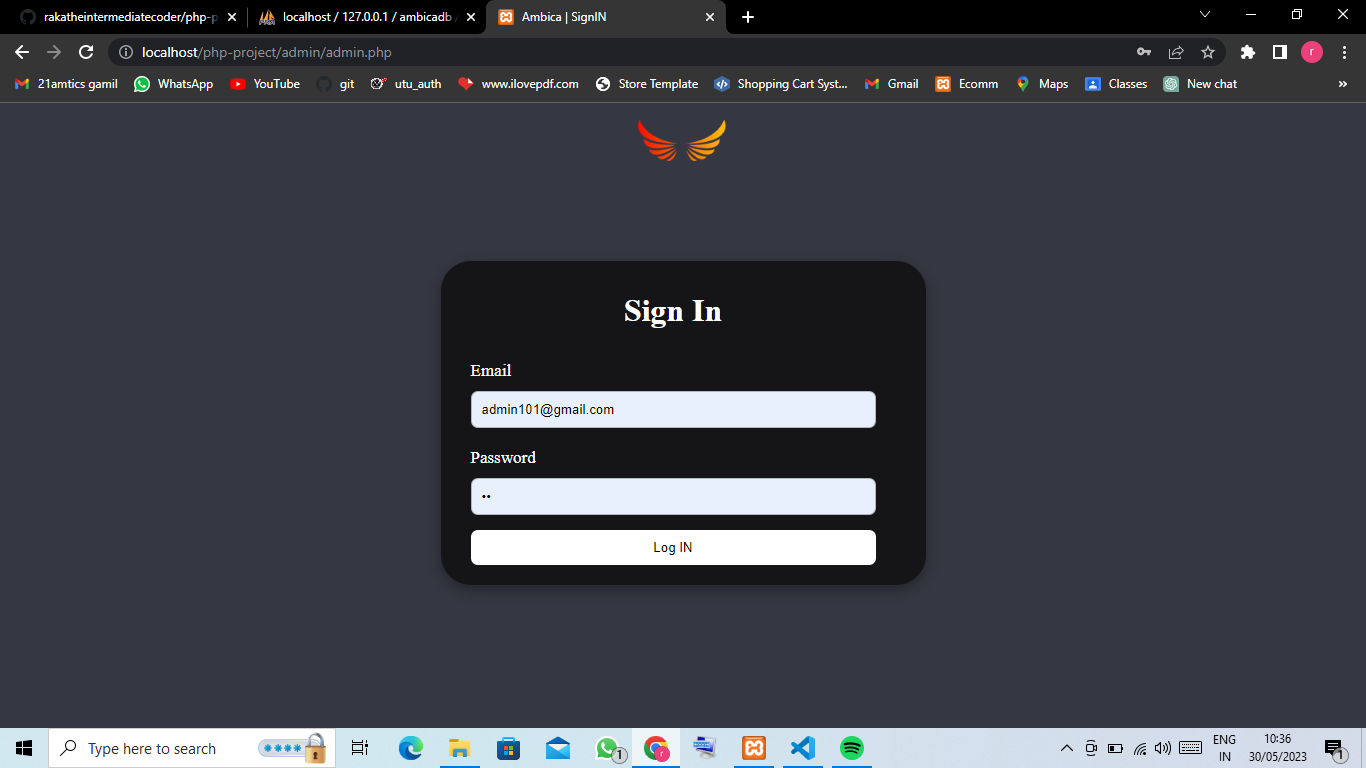 rakatheintermediatecoder/php-p
localhost / 127.0.0.1 / ambicadb /
Ambica | SignIN
localhost/php-project/admin/admin.php
r
21amtics gamil
WhatsApp
YouTube
git
utu_auth
www.ilovepdf.com
Store Template
Shopping Cart Syst...
Gmail
Ecomm
Maps
Classes
New chat
»
Sign In
Email
admin101@gmail.com
Password
••
Log IN
Type here to search
1
r
ENG
IN
10:36
30/05/2023
1